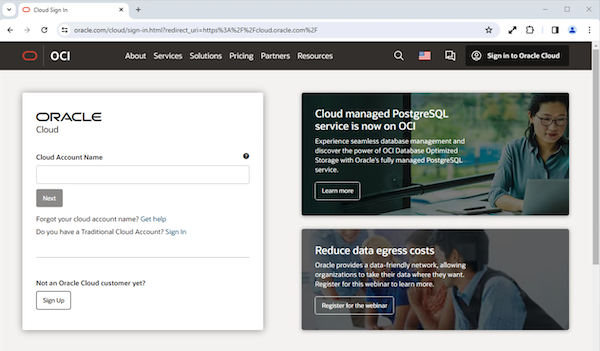 Cloud Sign In
oracle.com/cloud/sign-in.html?redirect_uri=https%3A%2F%2Fcloud.oracle.com%2F
OCI
About Services Solutions Pricing Partners Resources
Sign in to Oracle Cloud
ORACLE
Cloud
Cloud Account Name
?
Next
Forgot your cloud account name? Get help
Do you have a Traditional Cloud Account? Sign In
Not an Oracle Cloud customer yet?
Sign Up
Cloud managed PostgreSQL
service is now on OCI
Experience seamless database management and
discover the power of OCI Database Optimized
Storage with Oracle's fully managed PostgreSQL
service.
Learn more
Reduce data egress costs
Oracle provides a data-friendly network, allowing
organizations to take their data where they want.
Register for this webinar to learn more.
Register for the webinar